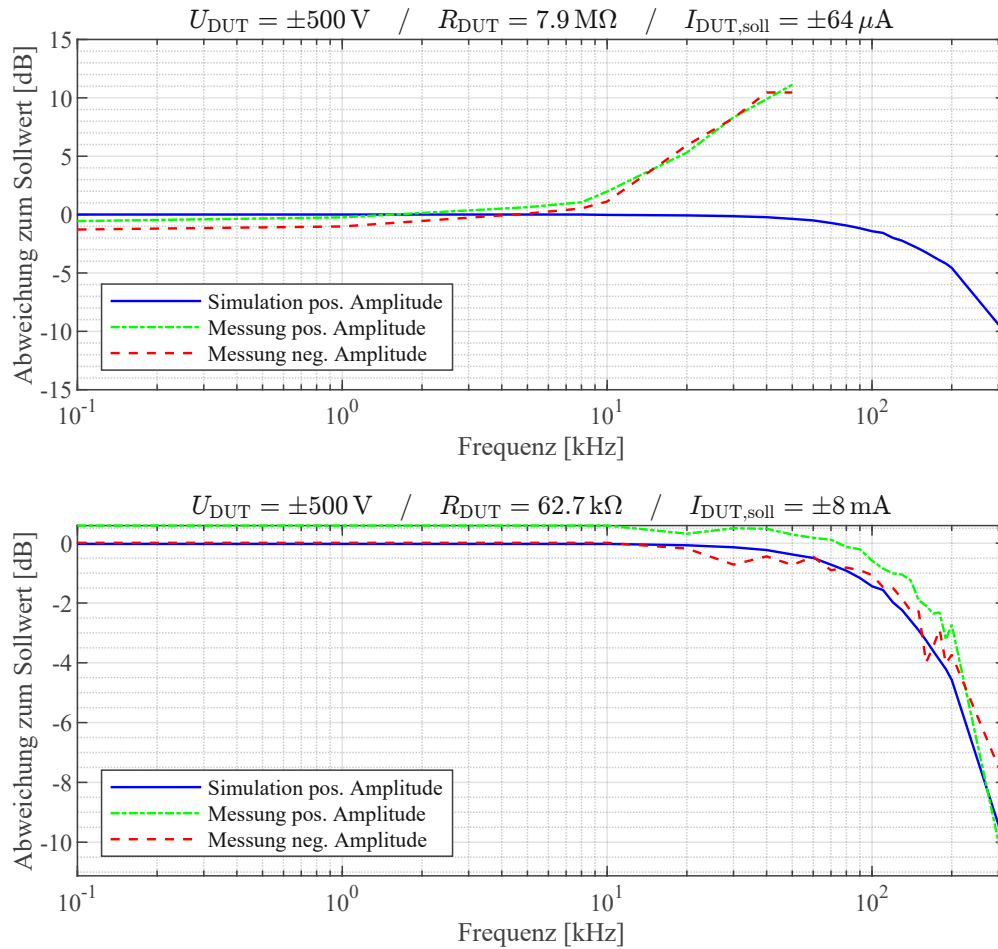 U_DUT = ±500 V / R_DUT = 7.9 MΩ / I_DUT,soll = ±64 μA
Abweichung zum Sollwert [dB]
15
10
5
0
-5
-10
-15
Simulation pos. Amplitude
Messung pos. Amplitude
Messung neg. Amplitude
10^-1 10^0 10^1 10^2
Frequenz [kHz]
U_DUT = ±500 V / R_DUT = 62.7 kΩ / I_DUT,soll = ±8 mA
Abweichung zum Sollwert [dB]
0
-2
-4
-6
-8
-10
Simulation pos. Amplitude
Messung pos. Amplitude
Messung neg. Amplitude
10^-1 10^0 10^1 10^2
Frequenz [kHz]